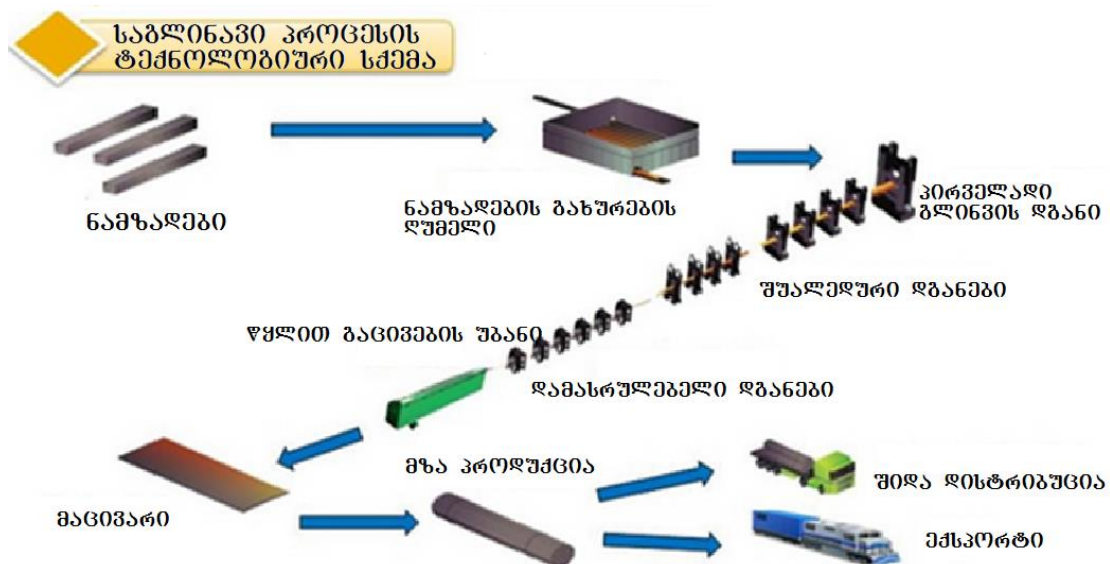 საგლინავი პროცესის
ტექნოლოგიური სქემა
ნამზადები
ნამზადების გახურების
ღუმელი
პირველადი
გლინვის დგანი
შუალედური დგანები
წყლით გაცივების უბანი
დამასრულებელი დგანები
მზა პროდუქცია
შიდა დისტრიბუცია
მაცივარი
ექსპორტი